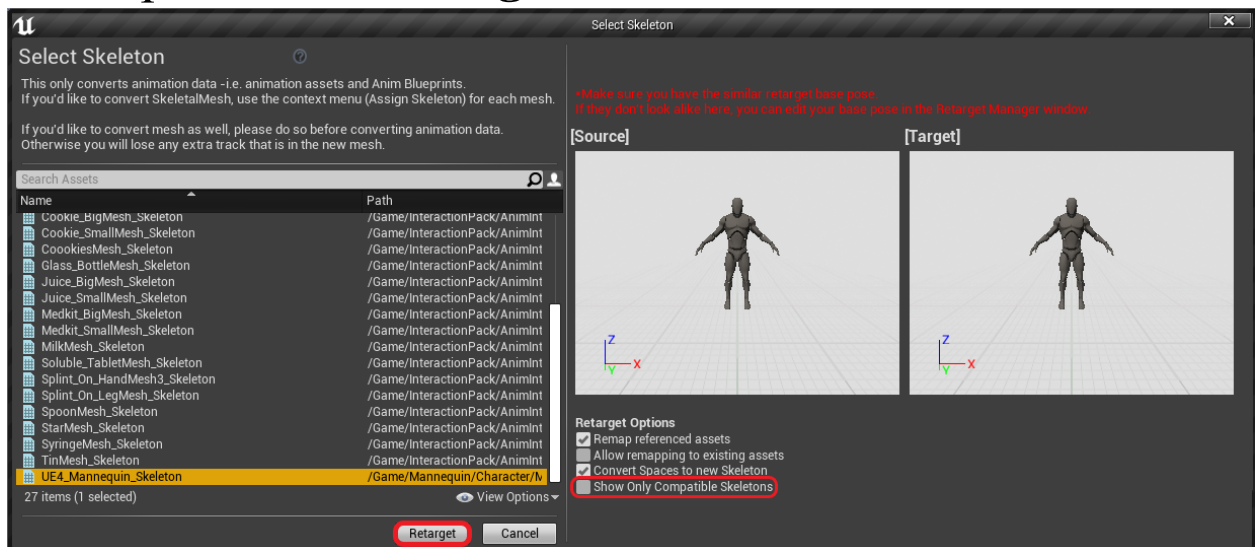 Select Skeleton
X
Select Skeleton
This only converts animation data -i.e. animation assets and Anim Blueprints.
If you'd like to convert SkeletalMesh, use the context menu (Assign Skeleton) for each mesh.
If you'd like to convert mesh as well, please do so before converting animation data.
Otherwise you will lose any extra track that is in the new mesh.
Search Assets
Name Path
Cookie_BigMesh_Skeleton /Game/InteractionPack/AnimInt
Cookie_SmallMesh_Skeleton /Game/InteractionPack/AnimInt
CoookiesMesh_Skeleton /Game/InteractionPack/AnimInt
Glass_BottleMesh_Skeleton /Game/InteractionPack/AnimInt
Juice_BigMesh_Skeleton /Game/InteractionPack/AnimInt
Juice_SmallMesh_Skeleton /Game/InteractionPack/AnimInt
Medkit_BigMesh_Skeleton /Game/InteractionPack/AnimInt
Medkit_SmallMesh_Skeleton /Game/InteractionPack/AnimInt
MilkMesh_Skeleton /Game/InteractionPack/AnimInt
Soluble_TabletMesh_Skeleton /Game/InteractionPack/AnimInt
Splint_On_HandMesh3_Skeleton /Game/InteractionPack/AnimInt
Splint_On_LegMesh_Skeleton /Game/InteractionPack/AnimInt
SpoonMesh_Skeleton /Game/InteractionPack/AnimInt
StarMesh_Skeleton /Game/InteractionPack/AnimInt
SyringeMesh_Skeleton /Game/InteractionPack/AnimInt
TinMesh_Skeleton /Game/InteractionPack/AnimInt
UE4_Mannequin_Skeleton /Game/Mannequin/Character/M
27 items (1 selected) View Options
Retarget Cancel
*Make sure you have the similar retarget base pose.
If they don't look alike here, you can edit your base pose in the Retarget Manager window.
[Source] [Target]
Z Z
X X
Y Y
Retarget Options
Remap referenced assets
Allow remapping to existing assets
Convert Spaces to new Skeleton
Show Only Compatible Skeletons